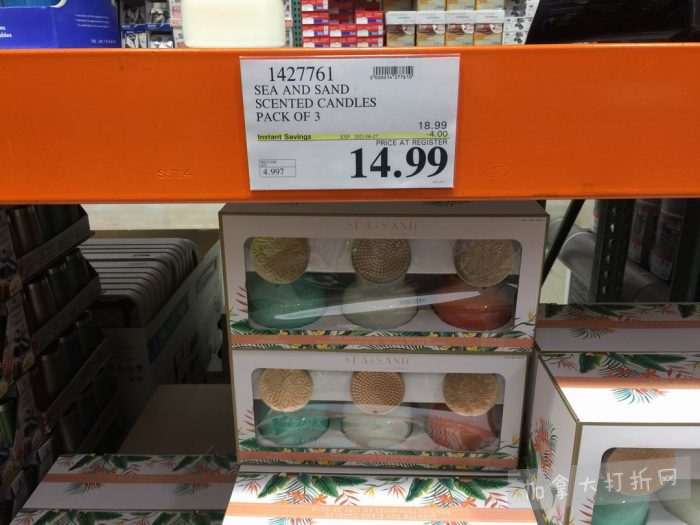 1427761
SEA AND SAND
SCENTED CANDLES
PACK OF 3
18.99
Instant Savings
-4.00
PRICE AT REGISTER
14.99
4.997
SEA & SAND
SEA & SAND
加拿大打折网